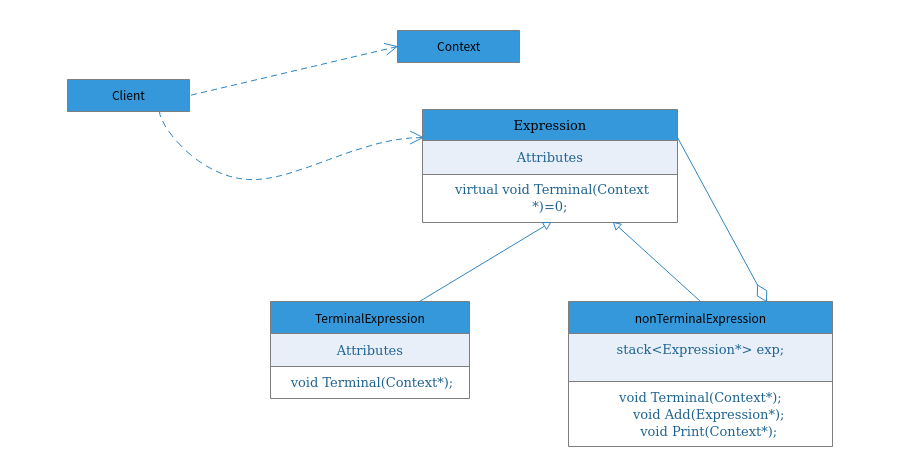 Context
Client
Expression
Attributes
virtual void Terminal(Context
*)=0;
TerminalExpression
Attributes
void Terminal(Context*);
nonTerminalExpression
stack<Expression*> exp;
void Terminal(Context*);
void Add(Expression*);
void Print(Context*);